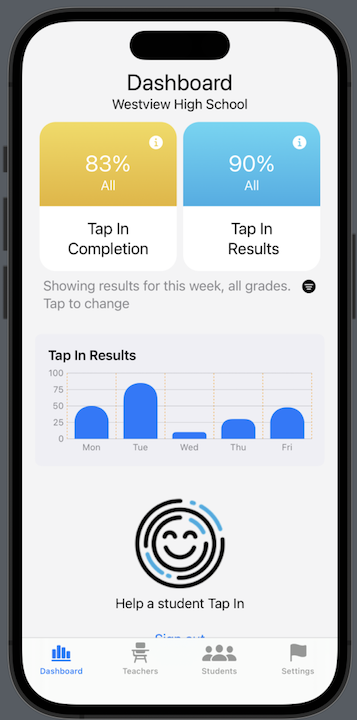 Dashboard
Westview High School
83%
All
Tap In
Completion
90%
All
Tap In
Results
Showing results for this week, all grades.
Tap to change
Tap In Results
100
75
50
25
0
Mon Tue Wed Thu Fri
Help a student Tap In
Sign out
Dashboard Teachers Students Settings